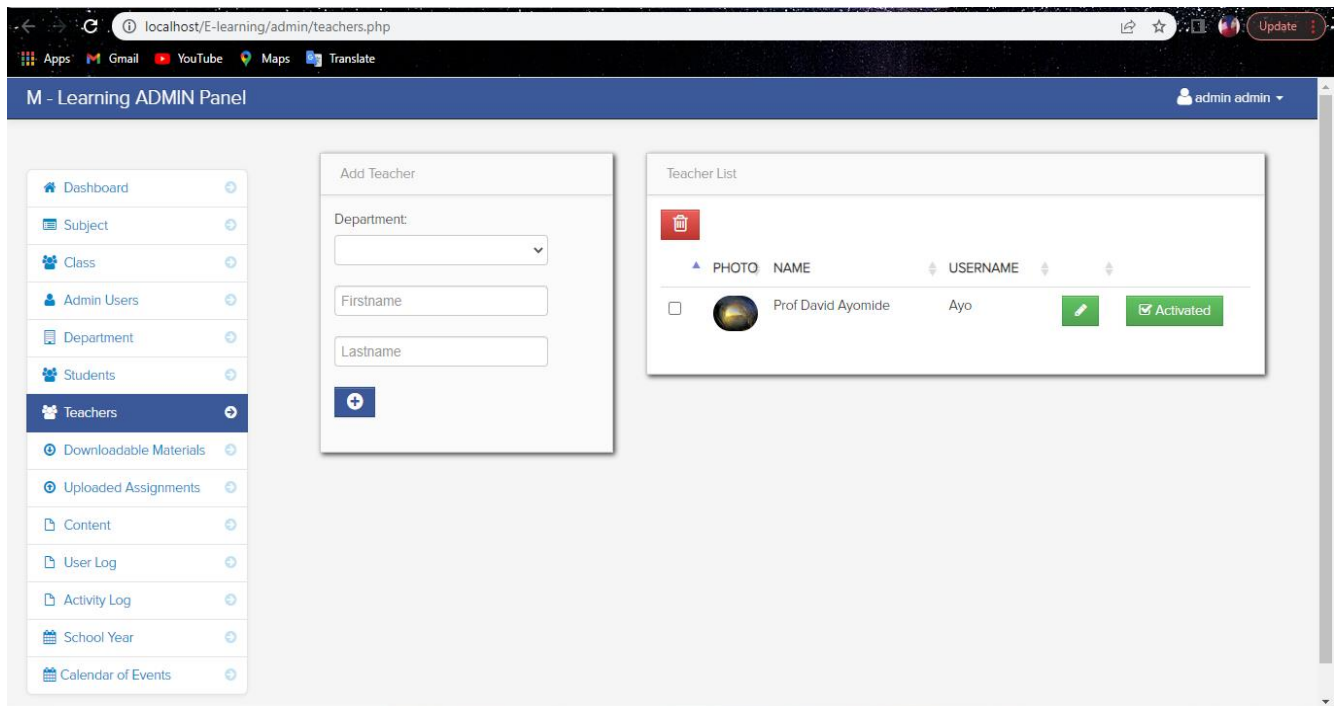 localhost/E-learning/admin/teachers.php
Update
Apps Gmail YouTube Maps Translate
M - Learning ADMIN Panel
admin admin
Dashboard
Subject
Class
Admin Users
Department
Students
Teachers
Downloadable Materials
Uploaded Assignments
Content
User Log
Activity Log
School Year
Calendar of Events
Add Teacher
Department:
Firstname
Lastname
Teacher List
PHOTO NAME USERNAME
Prof David Ayomide Ayo Activated